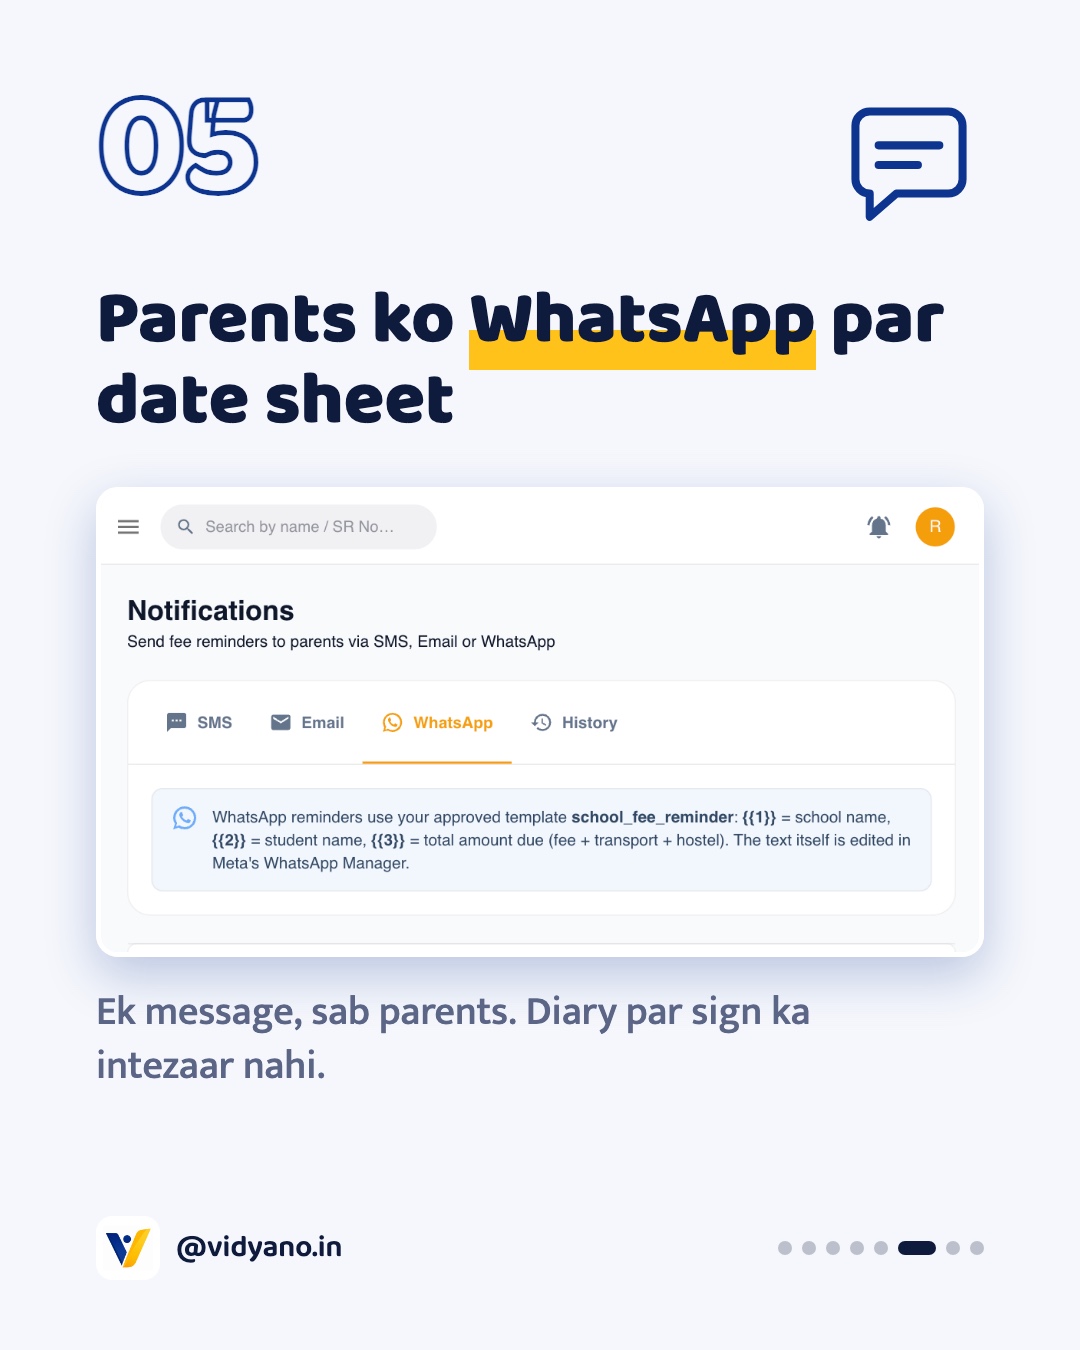 05
Parents ko WhatsApp par
date sheet
Search by name / SR No...
R
Notifications
Send fee reminders to parents via SMS, Email or WhatsApp
SMS Email WhatsApp History
WhatsApp reminders use your approved template school_fee_reminder: {{1}} = school name,
{{2}} = student name, {{3}} = total amount due (fee + transport + hostel). The text itself is edited in
Meta's WhatsApp Manager.
Ek message, sab parents. Diary par sign ka
intezaar nahi.
@vidyano.in